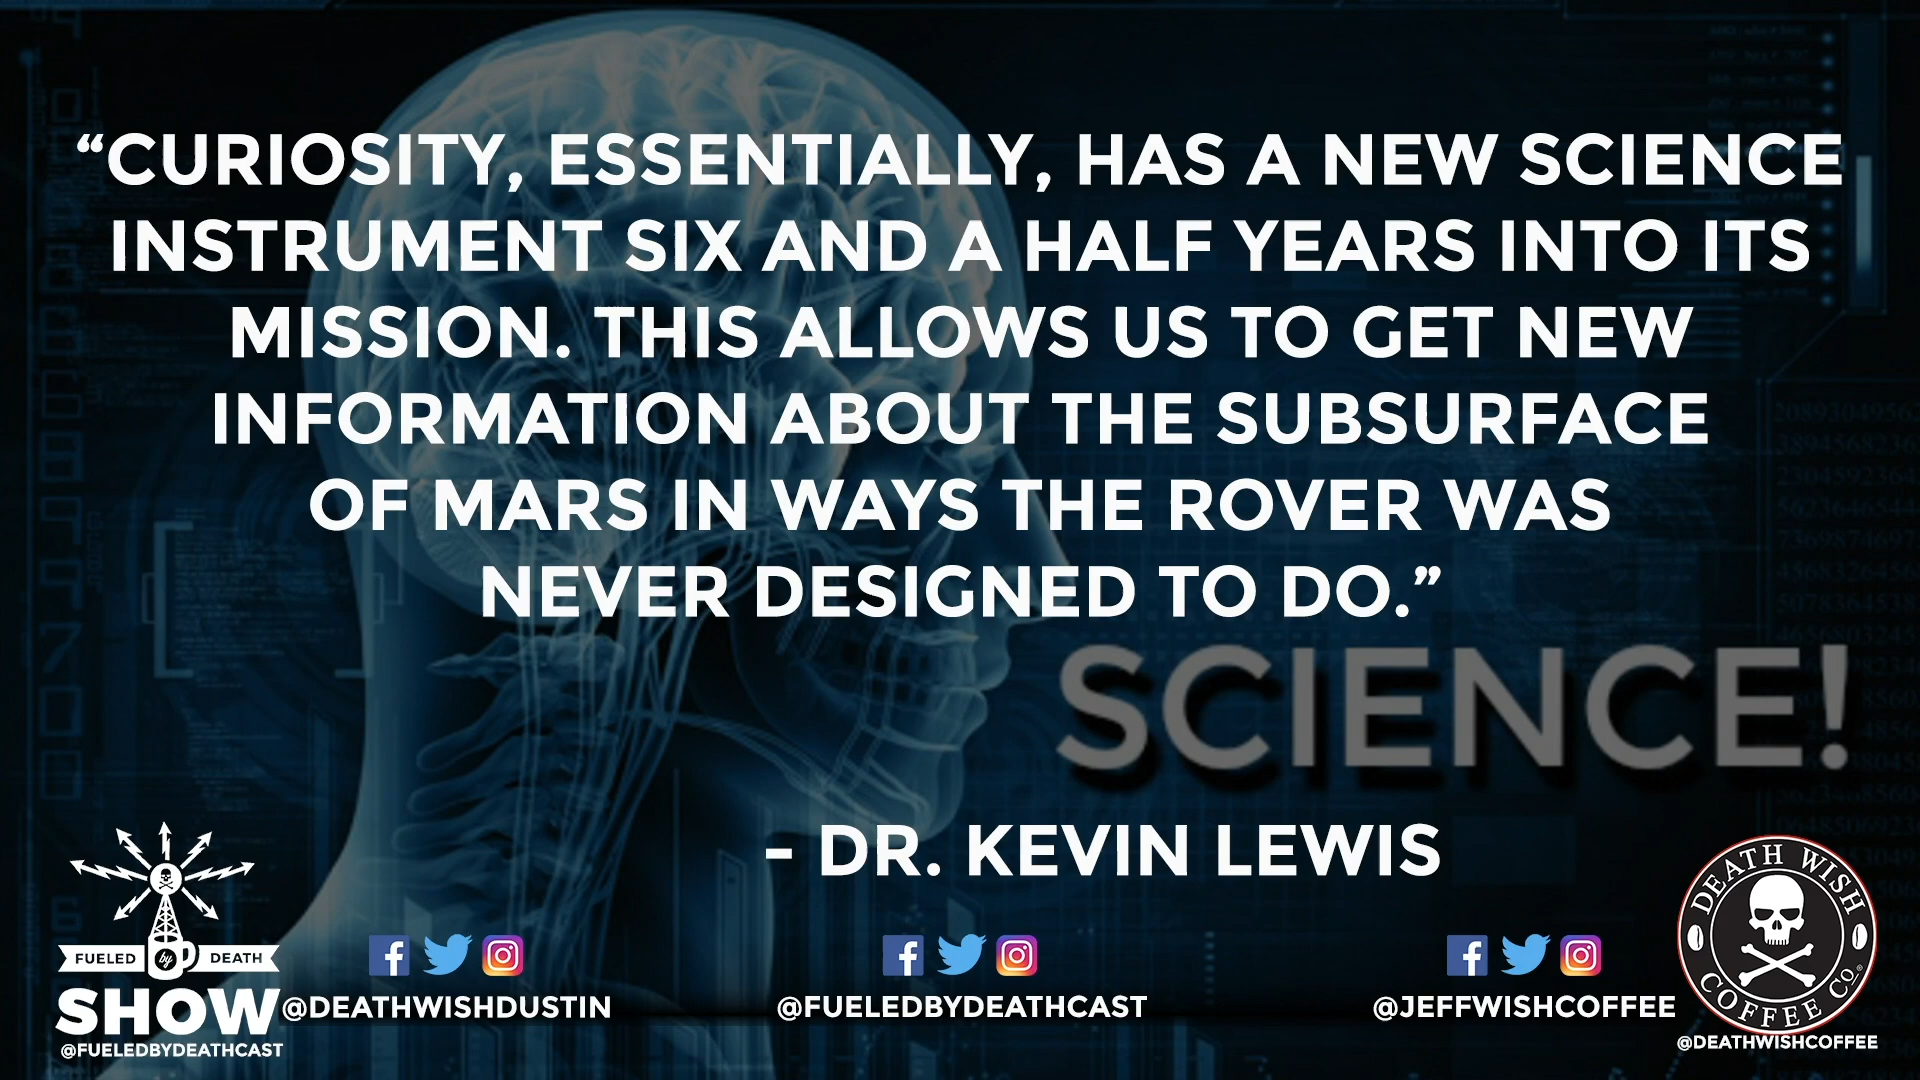 “CURIOSITY, ESSENTIALLY, HAS A NEW SCIENCE
INSTRUMENT SIX AND A HALF YEARS INTO ITS
MISSION. THIS ALLOWS US TO GET NEW
INFORMATION ABOUT THE SUBSURFACE
OF MARS IN WAYS THE ROVER WAS
NEVER DESIGNED TO DO.”
SCIENCE!
- DR. KEVIN LEWIS
FUELED by DEATH
SHOW
@FUELEDBYDEATHCAST
@DEATHWISHDUSTIN
@FUELEDBYDEATHCAST
@JEFFWISHCOFFEE
DEATH WISH
COFFEE CO.®
@DEATHWISHCOFFEE